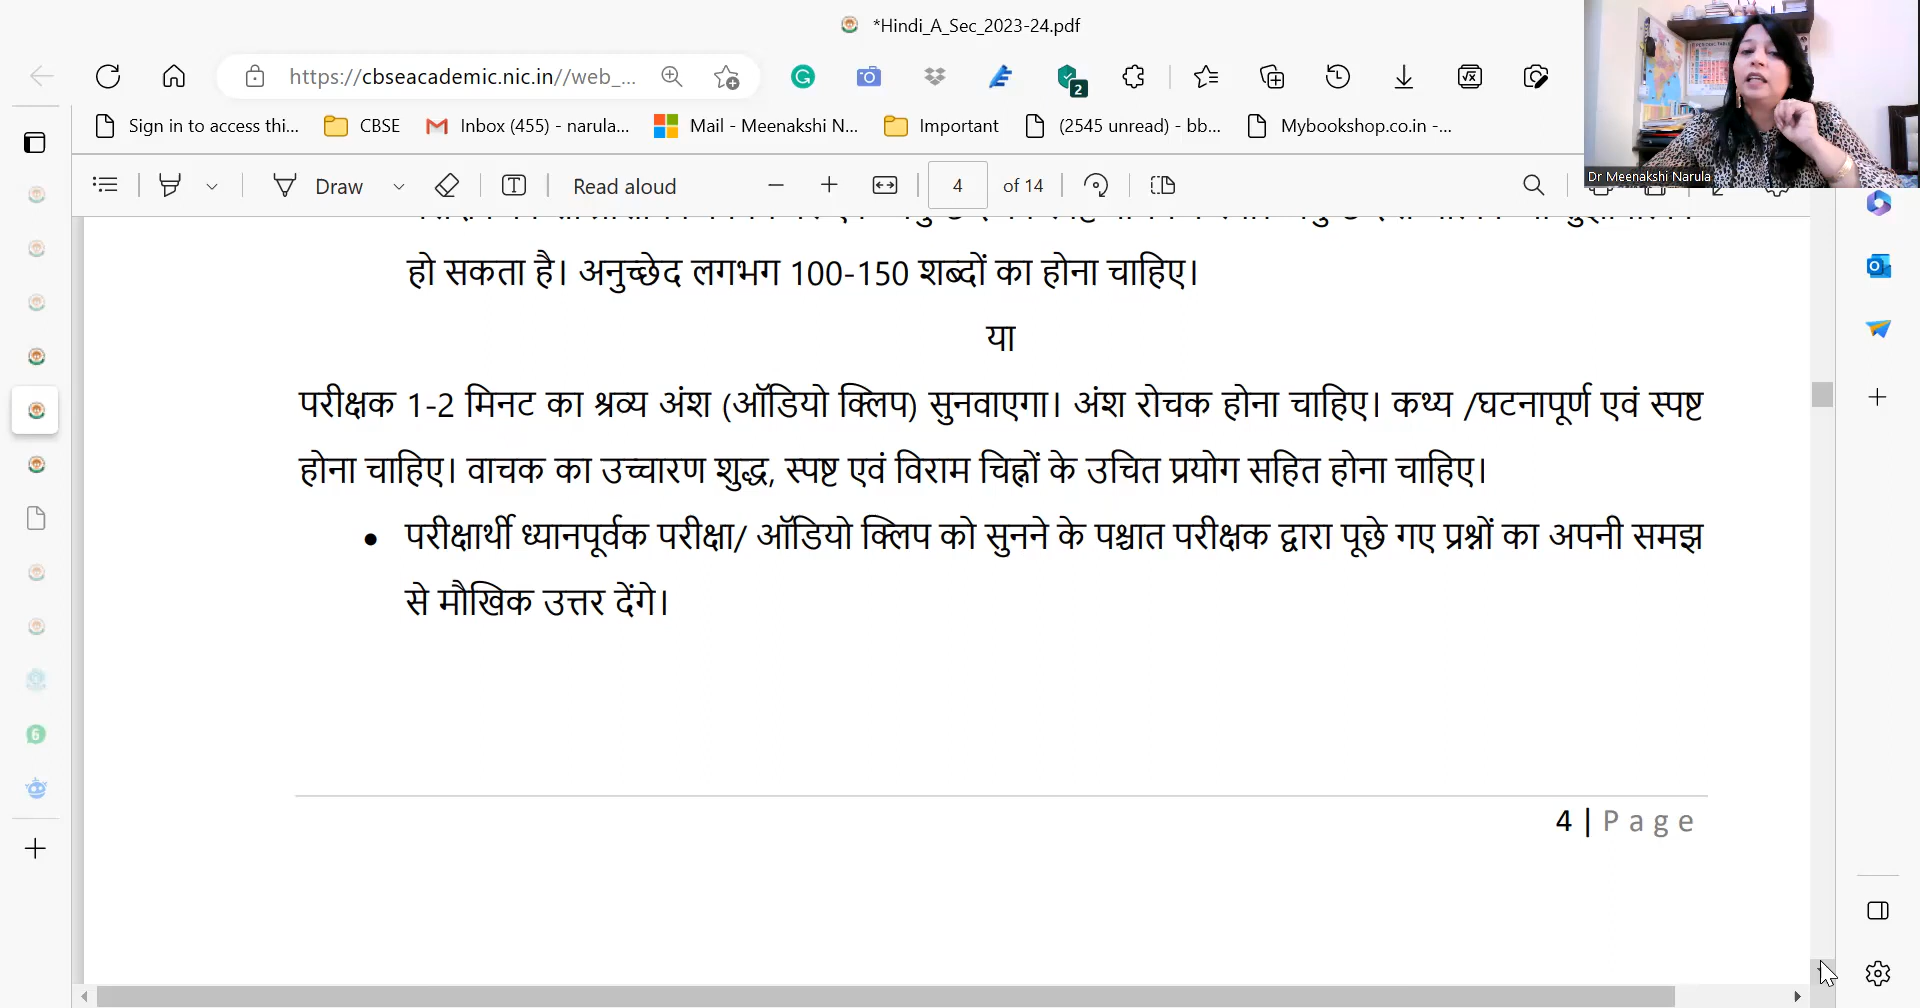 *Hindi_A_Sec_2023-24.pdf
https://cbseacademic.nic.in//web_...
2
Sign in to access thi...
CBSE
Inbox (455) - narula...
Mail - Meenakshi N...
Important
(2545 unread) - bb...
Mybookshop.co.in -...
Dr Meenakshi Narula
Draw
Read aloud
4 of 14
हो सकता है। अनुच्छेद लगभग 100-150 शब्दों का होना चाहिए।
या
परीक्षक 1-2 मिनट का श्रव्य अंश (ऑडियो क्लिप) सुनवाएगा। अंश रोचक होना चाहिए। कथ्य /घटनापूर्ण एवं स्पष्ट
होना चाहिए। वाचक का उच्चारण शुद्ध, स्पष्ट एवं विराम चिह्नों के उचित प्रयोग सहित होना चाहिए।
• परीक्षार्थी ध्यानपूर्वक परीक्षा/ ऑडियो क्लिप को सुनने के पश्चात परीक्षक द्वारा पूछे गए प्रश्नों का अपनी समझ
से मौखिक उत्तर देंगे।
6
4 | Page